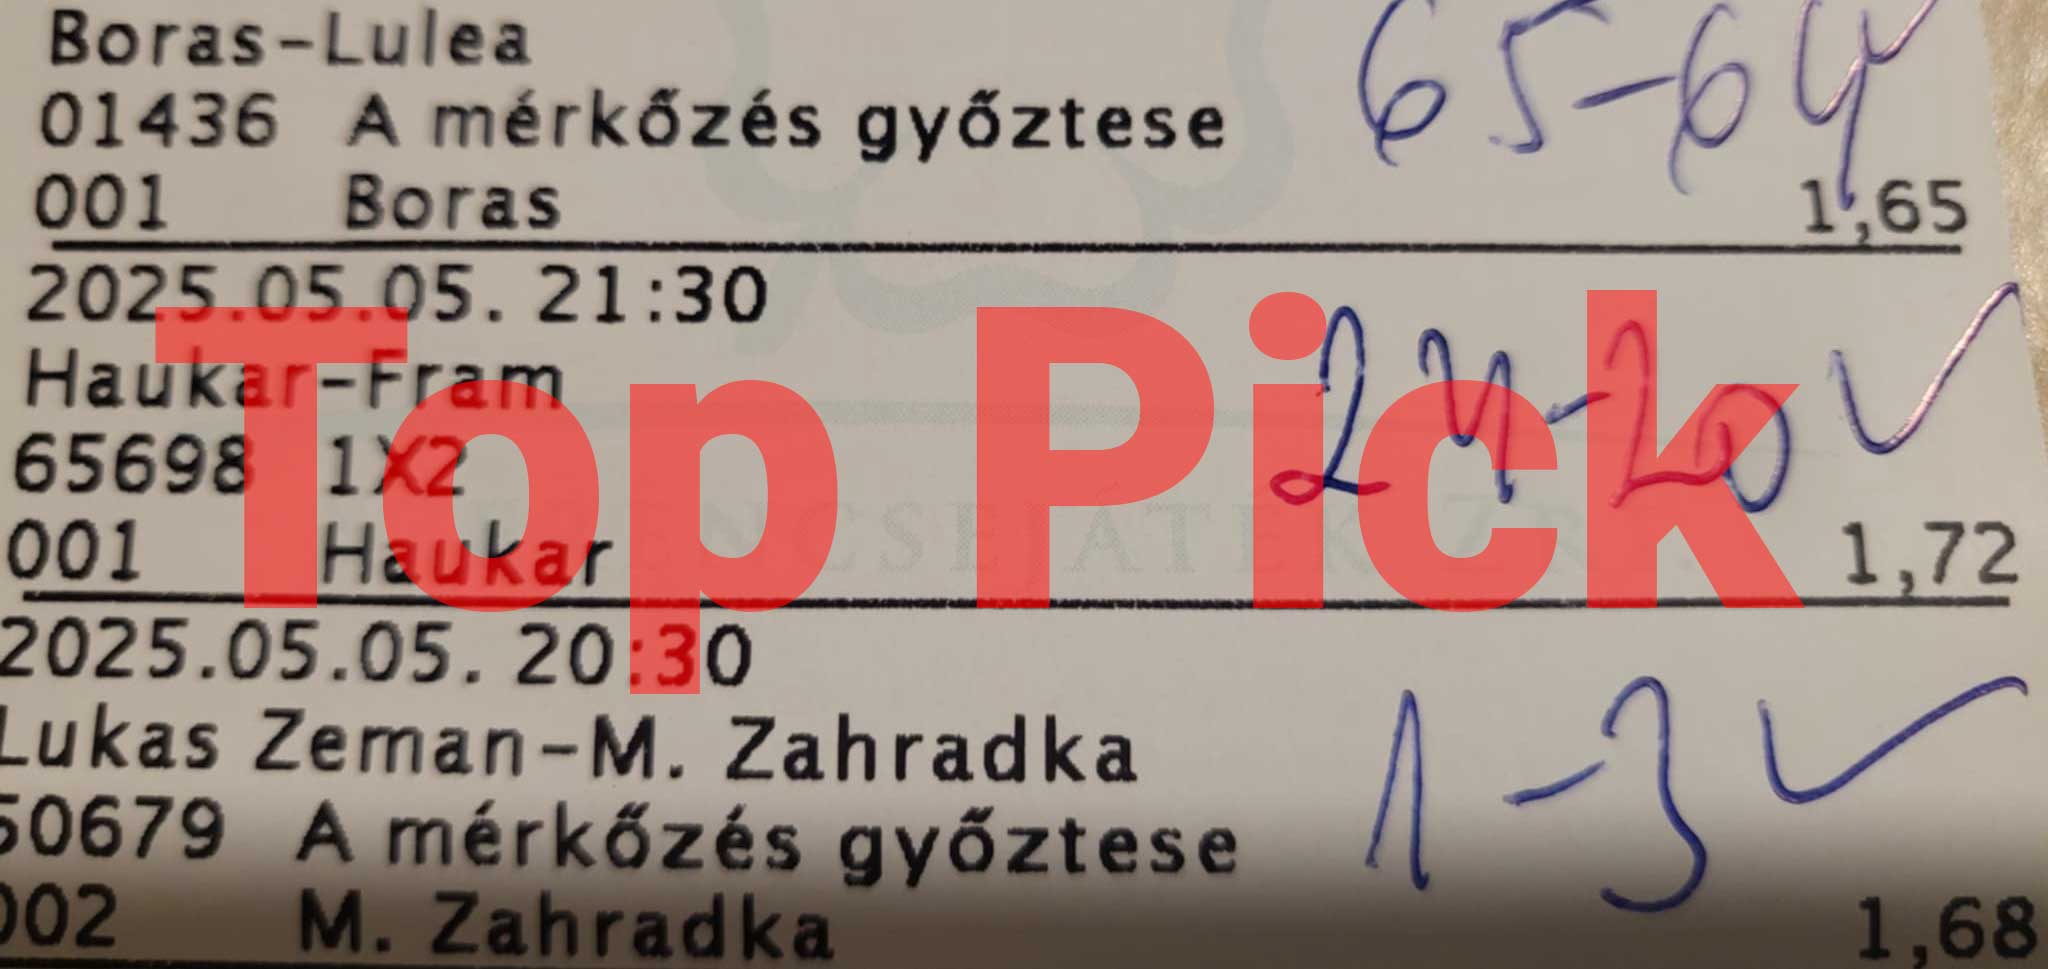 Boras-Lulea
01436 A mérkőzés győztese
65-64
001 Boras 1,65
2025.05.05. 21:30
Haukar-Fram
65698 1X2
24-20
001 Haukar 1,72
Top Pick
SZERENCSEJÁTÉK ZRT.
2025.05.05. 20:30
Lukas Zeman-M. Zahradka
50679 A mérkőzés győztese
1-3
002 M. Zahradka 1,68